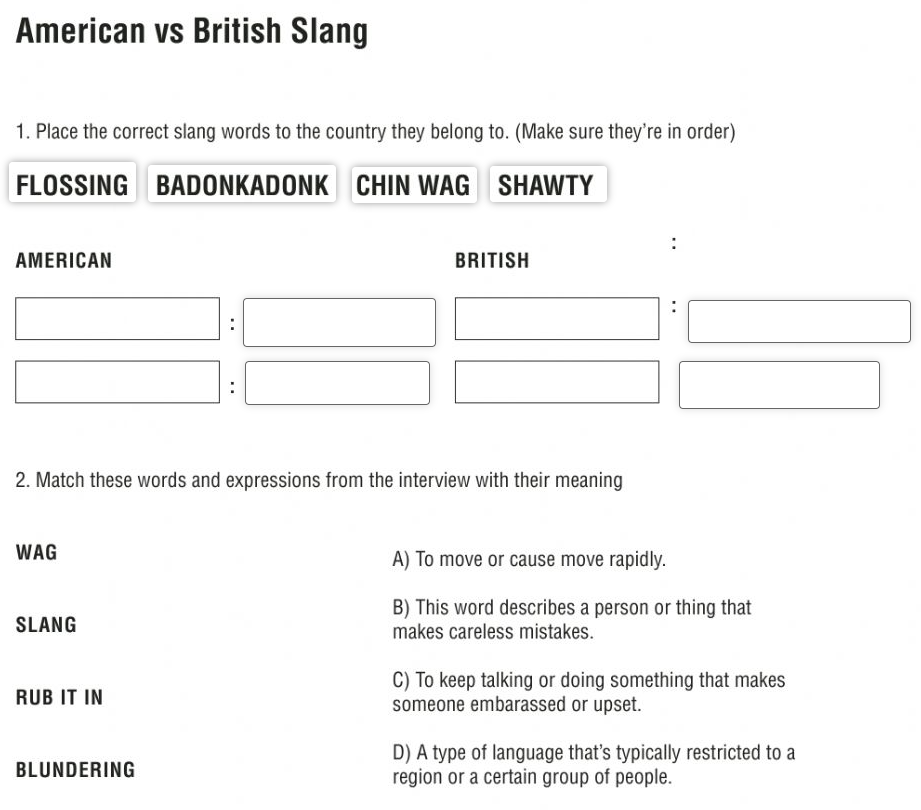 American vs British Slang
1. Place the correct slang words to the country they belong to. (Make sure they're in order)
FLOSSING BADONKADONK CHIN WAG SHAWTY
:
AMERICAN BRITISH
: :
:
2. Match these words and expressions from the interview with their meaning
WAG
A) To move or cause move rapidly.
SLANG
B) This word describes a person or thing that
makes careless mistakes.
RUB IT IN
C) To keep talking or doing something that makes
someone embarassed or upset.
BLUNDERING
D) A type of language that's typically restricted to a
region or a certain group of people.